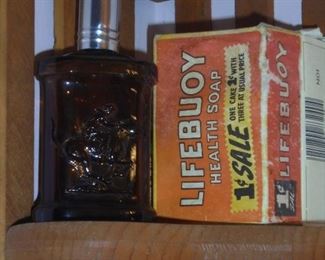 LIFEBUOY
HEALTH SOAP
1¢ SALE
ONE CAKE 1¢ WITH
THREE AT USUAL PRICE
1¢
LIFEBUOY